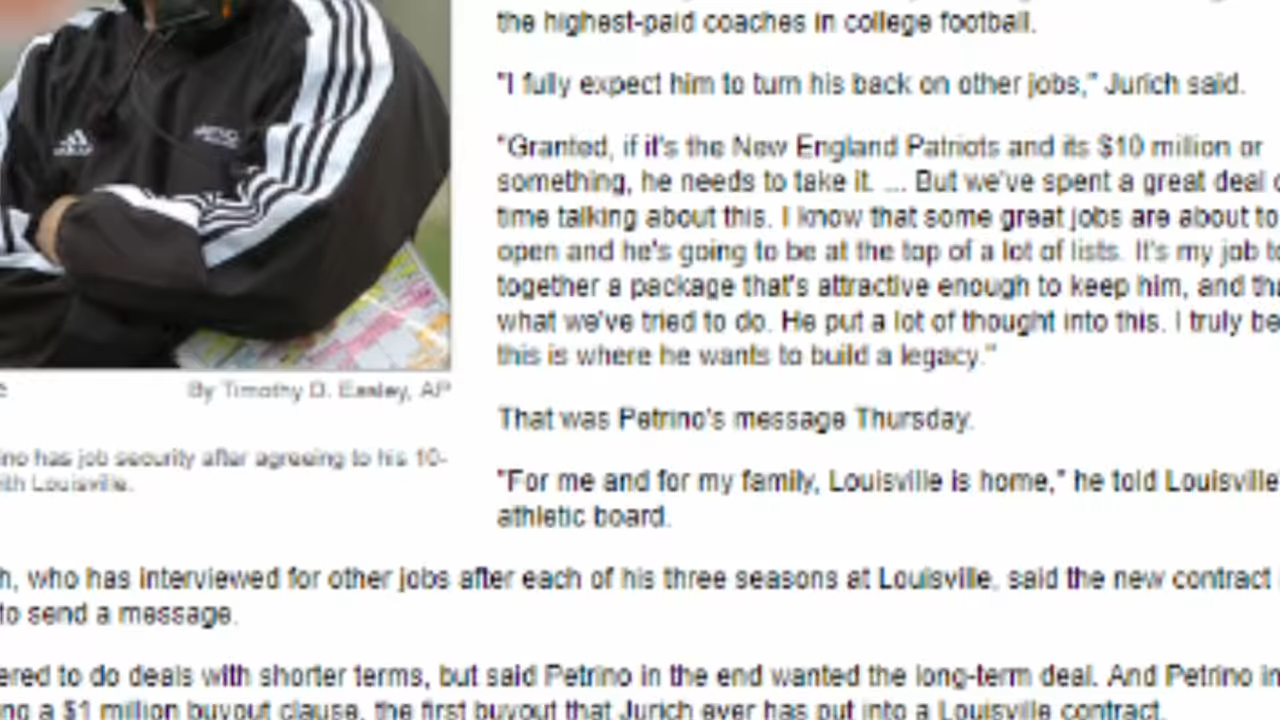 the highest-paid coaches in college football.
"I fully expect him to turn his back on other jobs," Jurich said.
"Granted, if it's the New England Patriots and its $10 million or
something, he needs to take it. ... But we've spent a great deal
time talking about this. I know that some great jobs are about to
open and he's going to be at the top of a lot of lists. It's my job
together a package that's attractive enough to keep him, and
what we've tried to do. He put a lot of thought into this. I truly be
this is where he wants to build a legacy."
That was Petrino's message Thursday.
"For me and for my family, Louisville is home," he told Louisville
athletic board.
adidas
By Timothy D. Easley, AP
ino has job security after agreeing to his 10-
ith Louisville.
h, who has interviewed for other jobs after each of his three seasons at Louisville, said the new contract
to send a message.
ered to do deals with shorter terms, but said Petrino in the end wanted the long-term deal. And Petrino in
ng a $1 million buyout clause, the first buyout that Jurich ever has put into a Louisville contract.